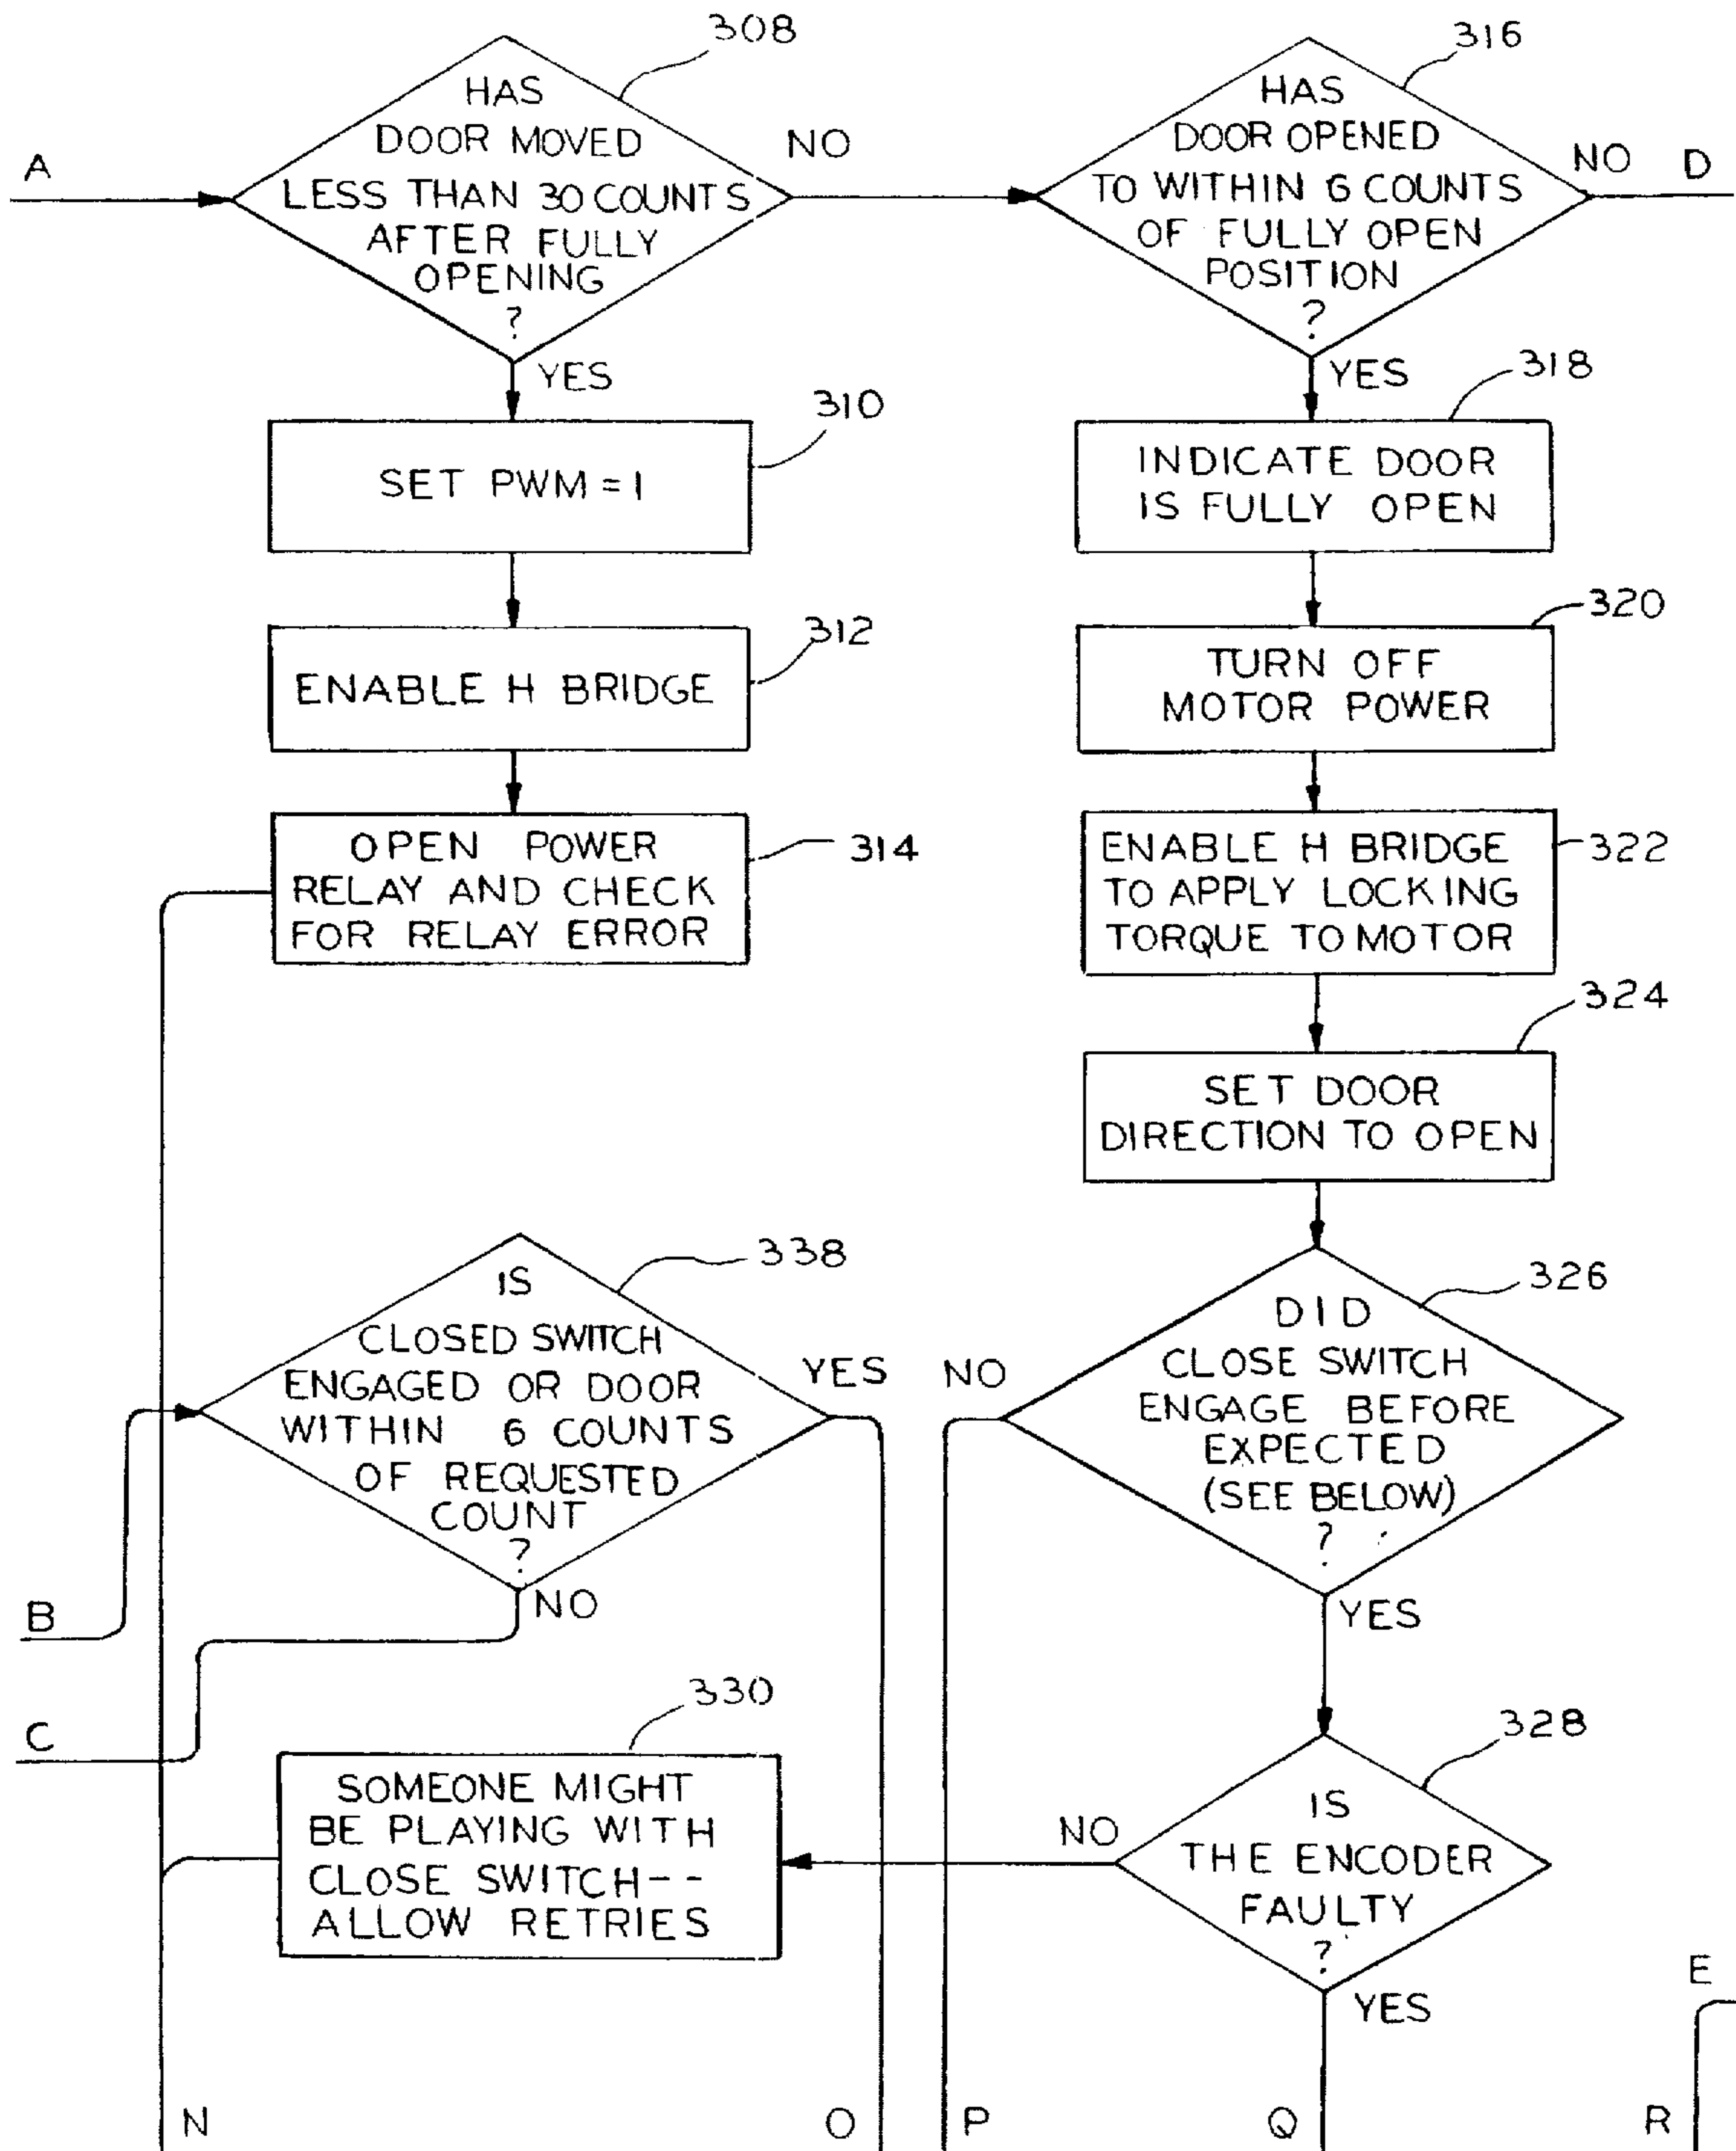 308
HAS
DOOR MOVED
LESS THAN 30 COUNTS
AFTER FULLY
OPENING
?
A
NO
YES
316
HAS
DOOR OPENED
TO WITHIN 6 COUNTS
OF FULLY OPEN
POSITION
?
NO
D
YES
310
SET PWM = 1
318
INDICATE DOOR
IS FULLY OPEN
312
ENABLE H BRIDGE
320
TURN OFF
MOTOR POWER
314
OPEN POWER
RELAY AND CHECK
FOR RELAY ERROR
322
ENABLE H BRIDGE
TO APPLY LOCKING
TORQUE TO MOTOR
324
SET DOOR
DIRECTION TO OPEN
338
IS
CLOSED SWITCH
ENGAGED OR DOOR
WITHIN 6 COUNTS
OF REQUESTED
COUNT
?
YES
NO
B
C
326
DID
CLOSE SWITCH
ENGAGE BEFORE
EXPECTED
(SEE BELOW)
?
NO
YES
330
SOMEONE MIGHT
BE PLAYING WITH
CLOSE SWITCH--
ALLOW RETRIES
328
IS
THE ENCODER
FAULTY
?
NO
YES
E
N
O
P
Q
R